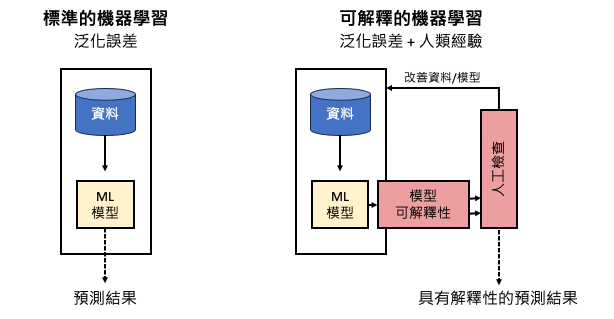 標準的機器學習
泛化誤差
資料
ML
模型
預測結果
可解釋的機器學習
泛化誤差 + 人類經驗
改善資料/模型
資料
ML
模型
模型
可解釋性
人工檢查
具有解釋性的預測結果